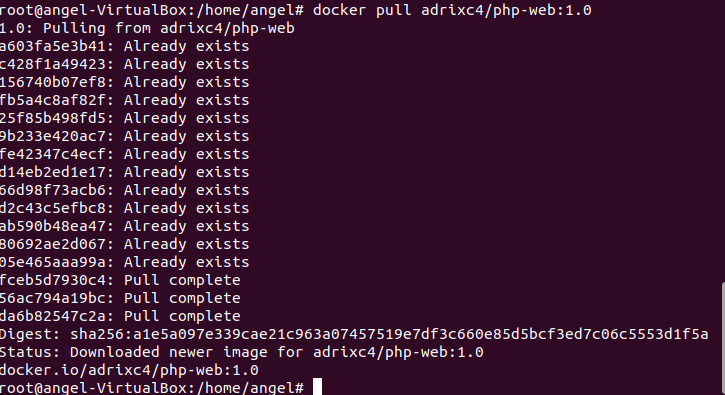 root@angel-VirtualBox:/home/angel# docker pull adrixc4/php-web:1.0
1.0: Pulling from adrixc4/php-web
a603fa5e3b41: Already exists
c428f1a49423: Already exists
156740b07ef8: Already exists
fb5a4c8af82f: Already exists
25f85b498fd5: Already exists
9b233e420ac7: Already exists
fe42347c4ecf: Already exists
d14eb2ed1e17: Already exists
66d98f73acb6: Already exists
d2c43c5efbc8: Already exists
ab590b48ea47: Already exists
80692ae2d067: Already exists
05e465aaa99a: Already exists
fceb5d7930c4: Pull complete
56ac794a19bc: Pull complete
da6b82547c2a: Pull complete
Digest: sha256:a1e5a097e339cae21c963a07457519e7df3c660e85d5bcf3ed7c06c5553d1f5a
Status: Downloaded newer image for adrixc4/php-web:1.0
docker.io/adrixc4/php-web:1.0
root@angel-VirtualBox:/home/angel#